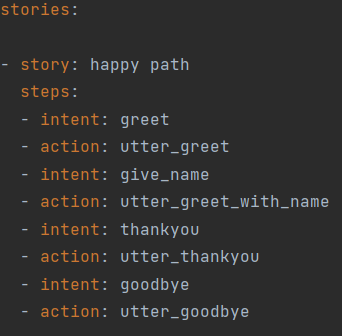 stories:
- story: happy path
steps:
- intent: greet
- action: utter_greet
- intent: give_name
- action: utter_greet_with_name
- intent: thankyou
- action: utter_thankyou
- intent: goodbye
- action: utter_goodbye